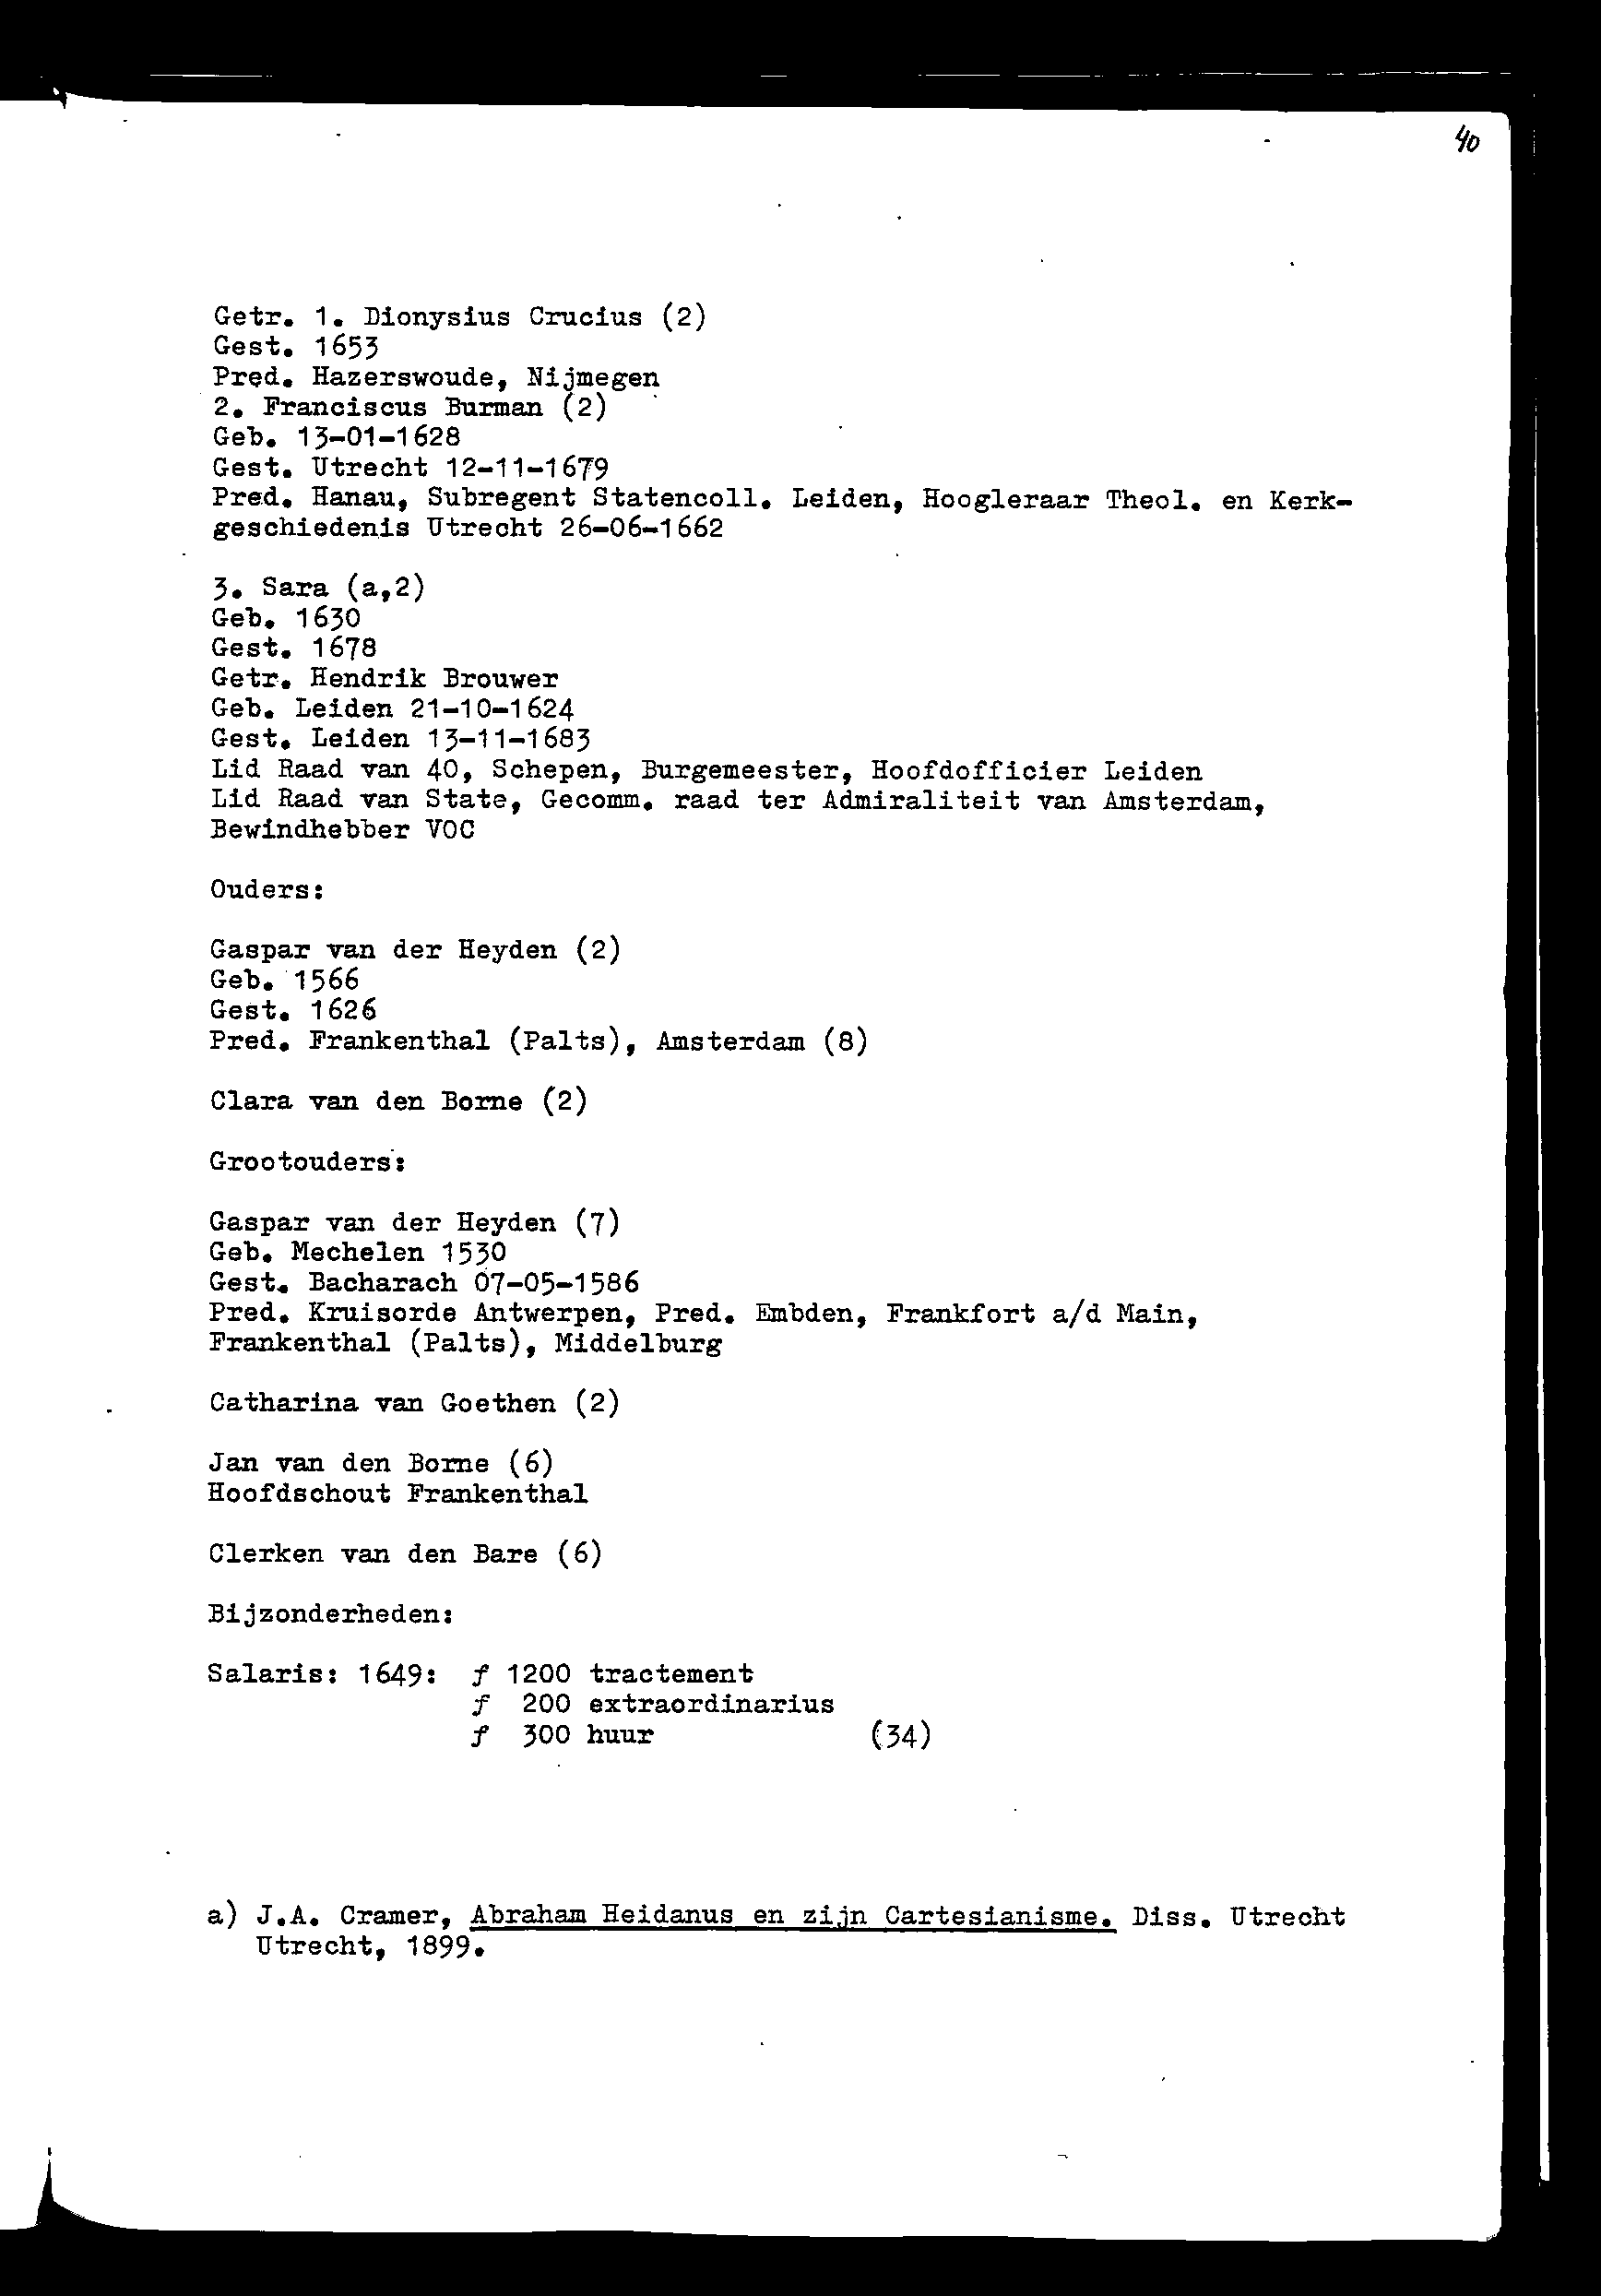 40
Getr. 1. Dionysius Crucius (2)
Gest. 1653
Pred. Hazerswoude, Nijmegen
2. Franciscus Burman (2)
Geb. 13-01-1628
Gest. Utrecht 12-11-1679
Pred. Hanau, Subregent Statencoll. Leiden, Hoogleraar Theol. en Kerk-
geschiedenis Utrecht 26-06-1662
3. Sara (a,2)
Geb. 1630
Gest. 1678
Getr. Hendrik Brouwer
Geb. Leiden 21-10-1624
Gest. Leiden 13-11-1683
Lid Raad van 40, Schepen, Burgemeester, Hoofdofficier Leiden
Lid Raad van State, Gecomm. raad ter Admiraliteit van Amsterdam,
Bewindhebber VOC
Ouders:
Gaspar van der Heyden (2)
Geb. 1566
Gest. 1626
Pred. Frankenthal (Palts), Amsterdam (8)
Clara van den Borne (2)
Grootouders:
Gaspar van der Heyden (7)
Geb. Mechelen 1530
Gest. Bacharach 07-05-1586
Pred. Kruisorde Antwerpen, Pred. Embden, Frankfort a/d Main,
Frankenthal (Palts), Middelburg
Catharina van Goethen (2)
Jan van den Borne (6)
Hoofdschout Frankenthal
Clerken van den Bare (6)
Bijzonderheden:
Salaris: 1649: ƒ 1200 tractement
ƒ 200 extraordinarius
ƒ 300 huur (34)
a) J.A. Cramer, Abraham Heidanus en zijn Cartesianisme. Diss. Utrecht
Utrecht, 1899.